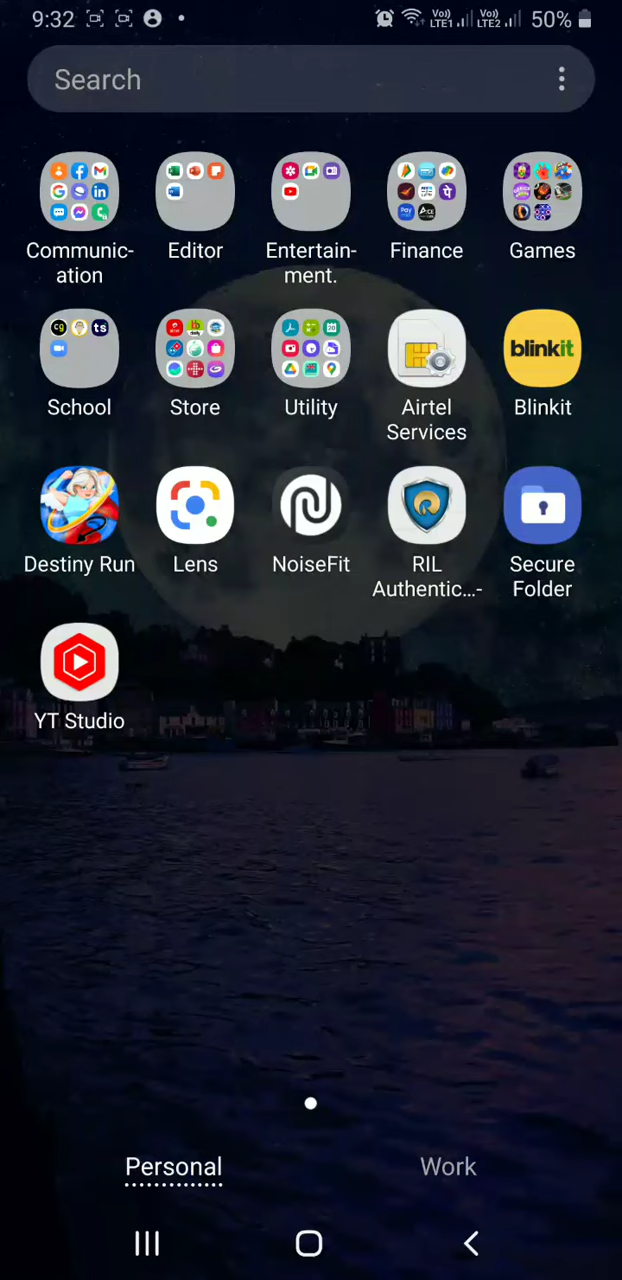 9:32
Vo)) LTE1 Vo)) LTE2 50%
Search
Communic-
ation
Editor
Entertain-
ment.
Finance
Games
School
Store
Utility
Airtel
Services
blinkit
Blinkit
Destiny Run
Lens
NoiseFit
RIL
Authentic...-
Secure
Folder
YT Studio
Personal
Work